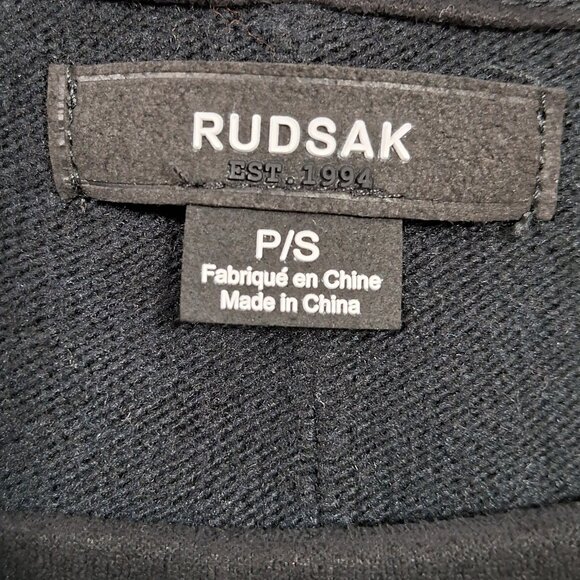 RUDSAK
EST.1994
P/S
Fabriqué en Chine
Made in China